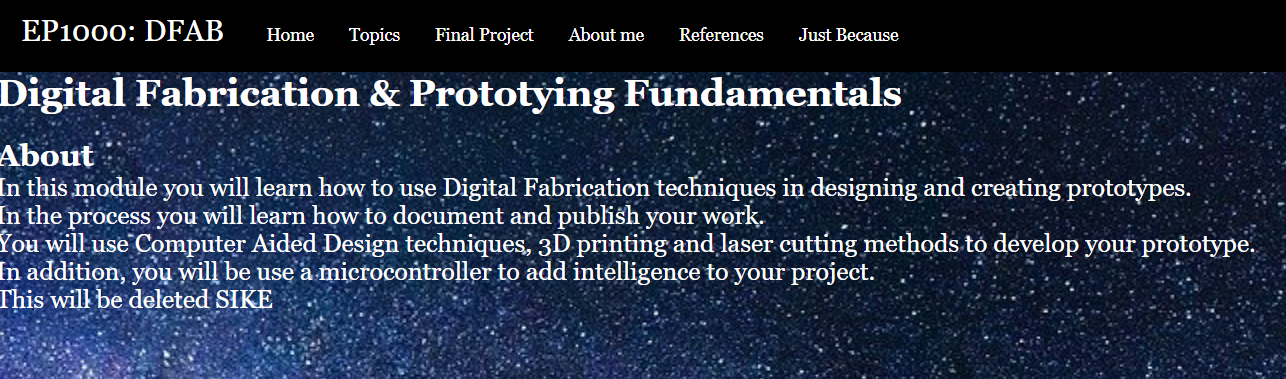 EP1000: DFAB Home Topics Final Project About me References Just Because
Digital Fabrication & Prototying Fundamentals
About
In this module you will learn how to use Digital Fabrication techniques in designing and creating prototypes.
In the process you will learn how to document and publish your work.
You will use Computer Aided Design techniques, 3D printing and laser cutting methods to develop your prototype.
In addition, you will be use a microcontroller to add intelligence to your project.
This will be deleted SIKE